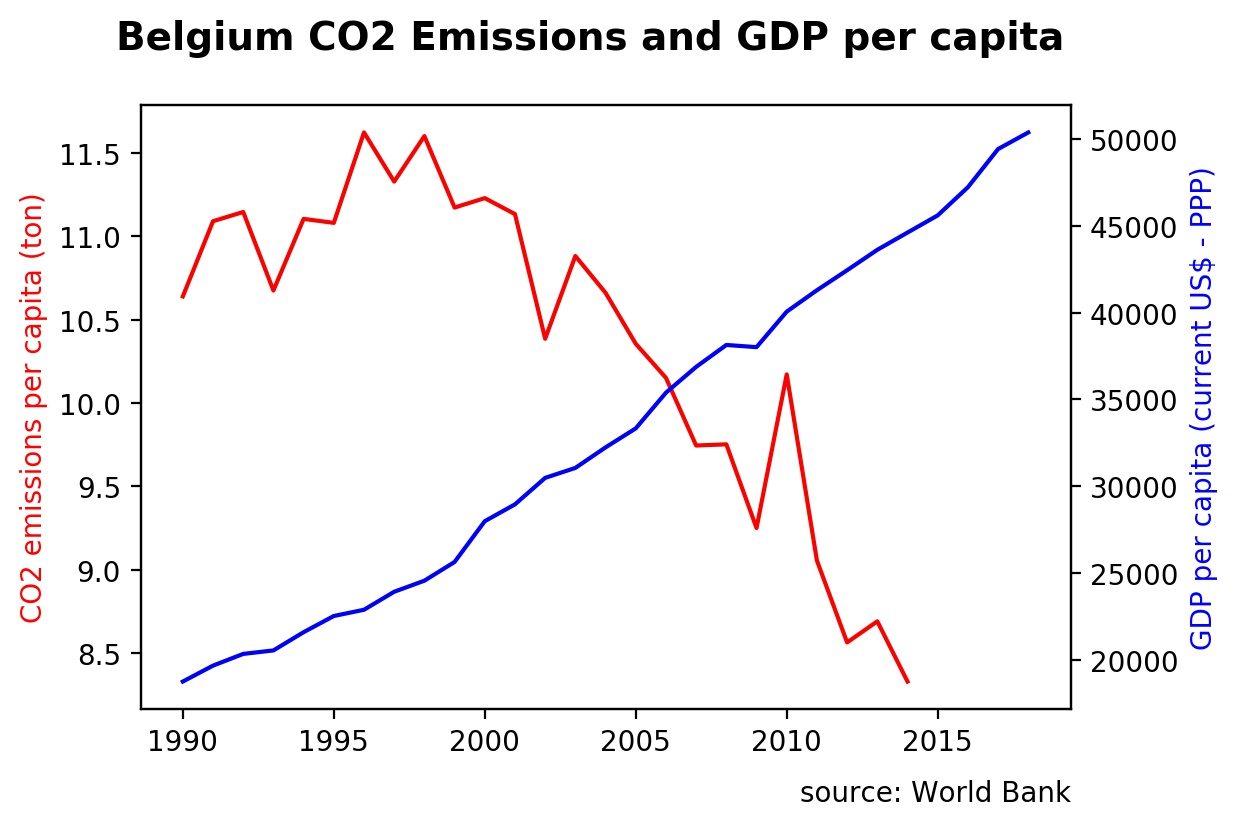 Belgium CO2 Emissions and GDP per capita
CO2 emissions per capita (ton)
11.5
11.0
10.5
10.0
9.5
9.0
8.5
50000
45000
40000
35000
30000
25000
20000
GDP per capita (current US$ - PPP)
1990 1995 2000 2005 2010 2015
source: World Bank